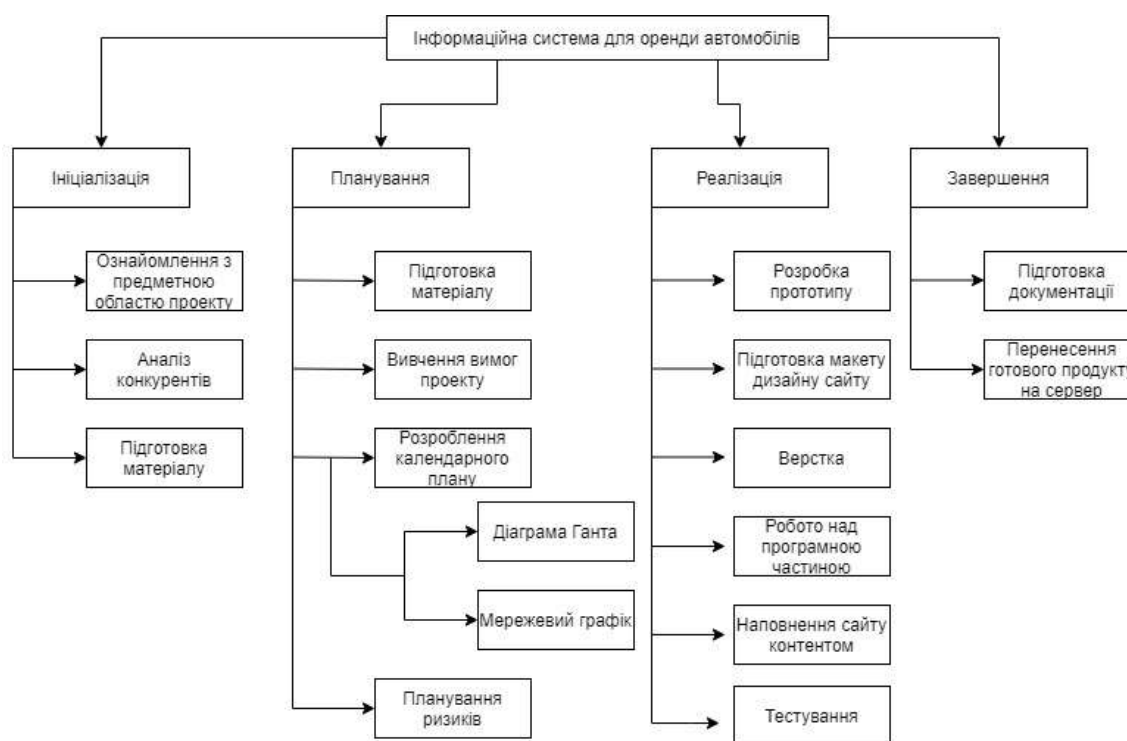 Інформаційна система для оренди автомобілів
Ініціалізація
Планування
Реалізація
Завершення
Ознайомлення з
предметною
областю проекту
Аналіз
конкурентів
Підготовка
матеріалу
Підготовка
матеріалу
Вивчення вимог
проекту
Розроблення
календарного
плану
Діаграма Ганта
Мережевий графік
Планування
ризиків
Розробка
прототипу
Підготовка макету
дизайну сайту
Верстка
Робото над
програмною
частиною
Наповнення сайту
контентом
Тестування
Підготовка
документації
Перенесення
готового продукту
на сервер